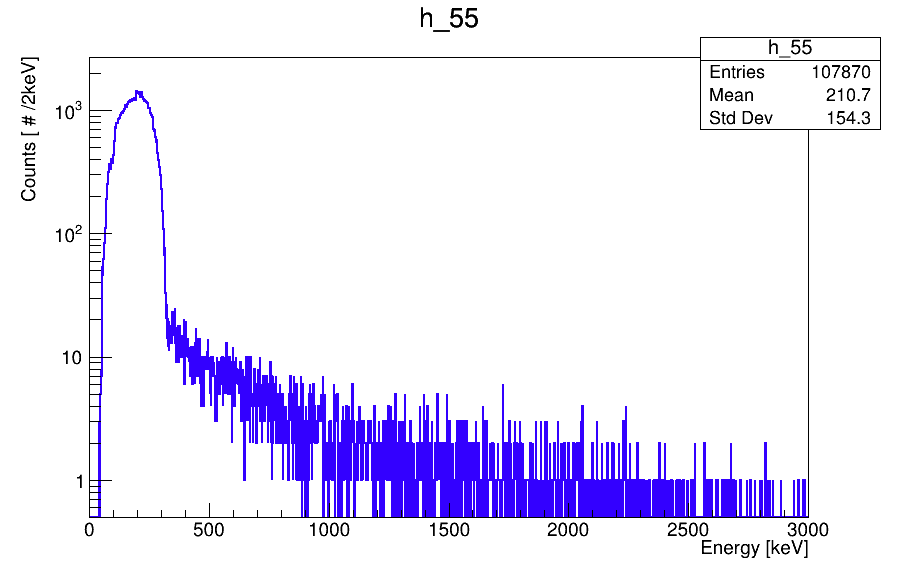 h_55
h_55
Entries 107870
Mean 210.7
Std Dev 154.3
Counts [ # /2keV]
10³
10²
10
1
0 500 1000 1500 2000 2500 3000
Energy [keV]